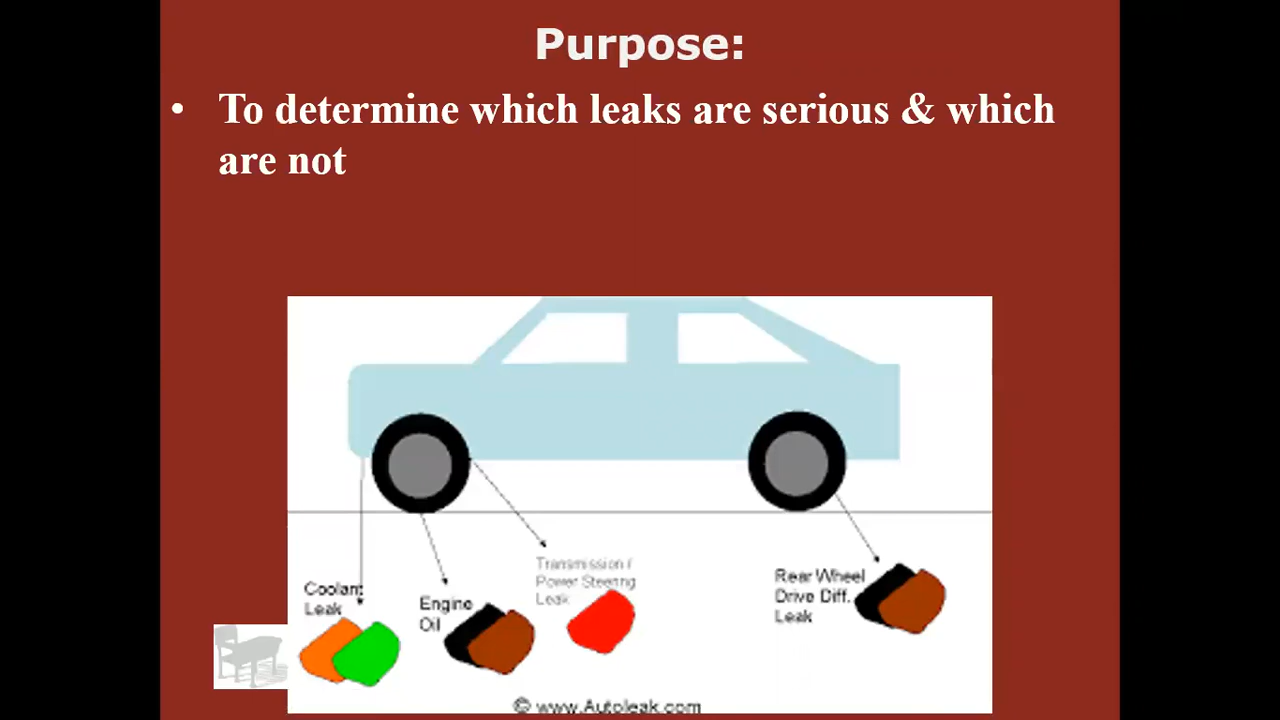 Purpose:
• To determine which leaks are serious & which
are not
Coolant
Leak
Engine
Oil
Transmission /
Power Steering
Leak
Rear Wheel
Drive Diff.
Leak
© www.Autoleak.com